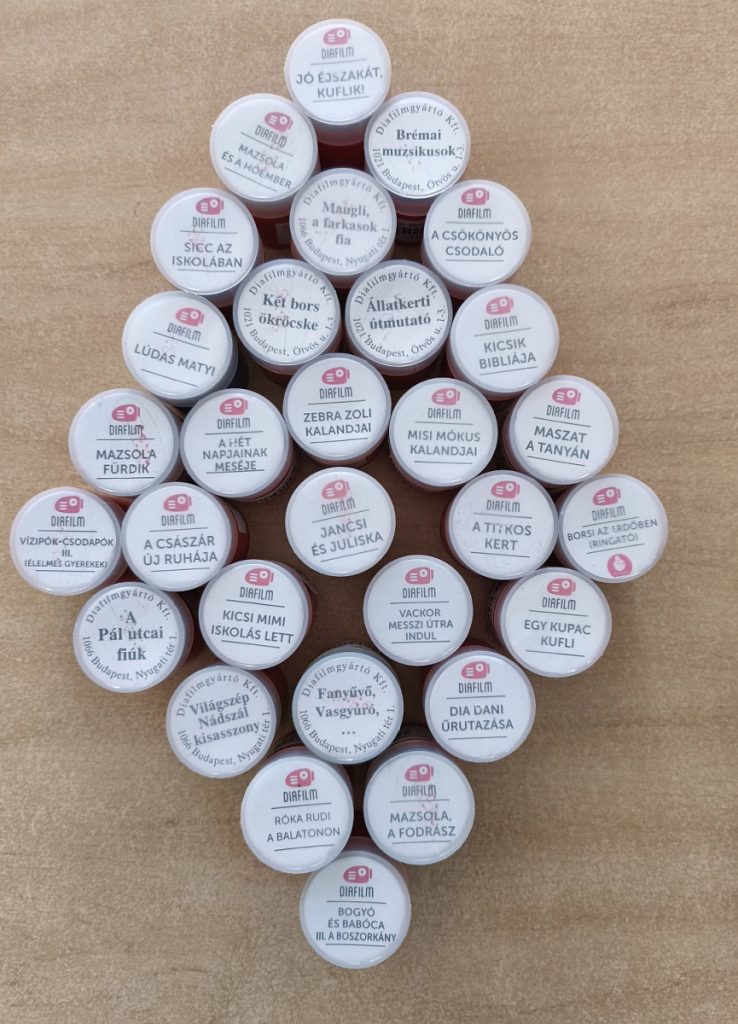 DIAFILM
JÓ ÉJSZAKÁT,
KUFLIK!
DIAFILM
MAZSOLA
ÉS A HÓEMBER
Diafilmgyártó Kft.
Brémai
muzsikusok
1021 Budapest, Ötvös u. 1-3.
Diafilmgyártó Kft.
Maugli,
a farkasok
fia
1066 Budapest, Nyugati tér 1.
DIAFILM
SICC AZ
ISKOLÁBAN
DIAFILM
A CSÖKÖNYÖS
CSODALÓ
Diafilmgyártó Kft.
Két bors
ökröcske
1021 Budapest, Ötvös u. 1-3.
Diafilmgyártó Kft.
Állatkerti
útmutató
1021 Budapest, Ötvös u. 1-3.
DIAFILM
LÚDAS MATYI
DIAFILM
KICSIK
BIBLIÁJA
DIAFILM
ZEBRA ZOLI
KALANDJAI
DIAFILM
MAZSOLA
FÜRDIK
DIAFILM
A HÉT
NAPJAINAK
MESÉJE
DIAFILM
MISI MÓKUS
KALANDJAI
DIAFILM
MASZAT
A TANYÁN
DIAFILM
VÍZIPÓK-CSODAPÓK
III.
(ÉLELMES GYEREKEK)
DIAFILM
A CSÁSZÁR
ÚJ RUHÁJA
DIAFILM
JANCSI
ÉS JULISKA
DIAFILM
A TITKOS
KERT
DIAFILM
BORSI AZ ERDŐBEN
(RINGATÓ)
Diafilmgyártó Kft.
A
Pál utcai
fiúk
1066 Budapest, Nyugati tér 1.
DIAFILM
KICSI MIMI
ISKOLÁS LETT
DIAFILM
VACKOR
MESSZI ÚTRA
INDUL
DIAFILM
EGY KUPAC
KUFLI
Diafilmgyártó Kft.
Világszép
Nádszál
kisasszony
1066 Budapest, Nyugati tér 1.
Diafilmgyártó Kft.
Fanyűvő,
Vasgyúró,
...
1066 Budapest, Nyugati tér 1.
DIAFILM
DIA DANI
ŰRUTAZÁSA
DIAFILM
RÓKA RUDI
A BALATONON
DIAFILM
MAZSOLA,
A FODRÁSZ
DIAFILM
BOGYÓ
ÉS BABÓCA
III. A BOSZORKÁNY